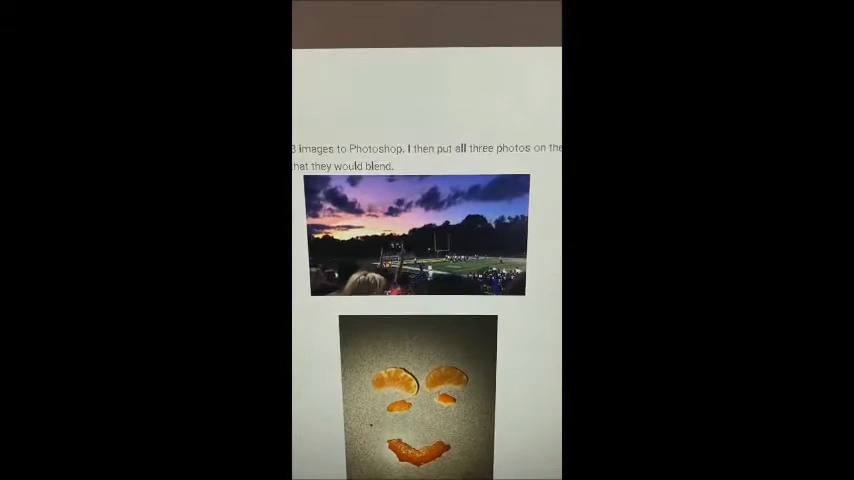 3 images to Photoshop. I then put all three photos on the
that they would blend.